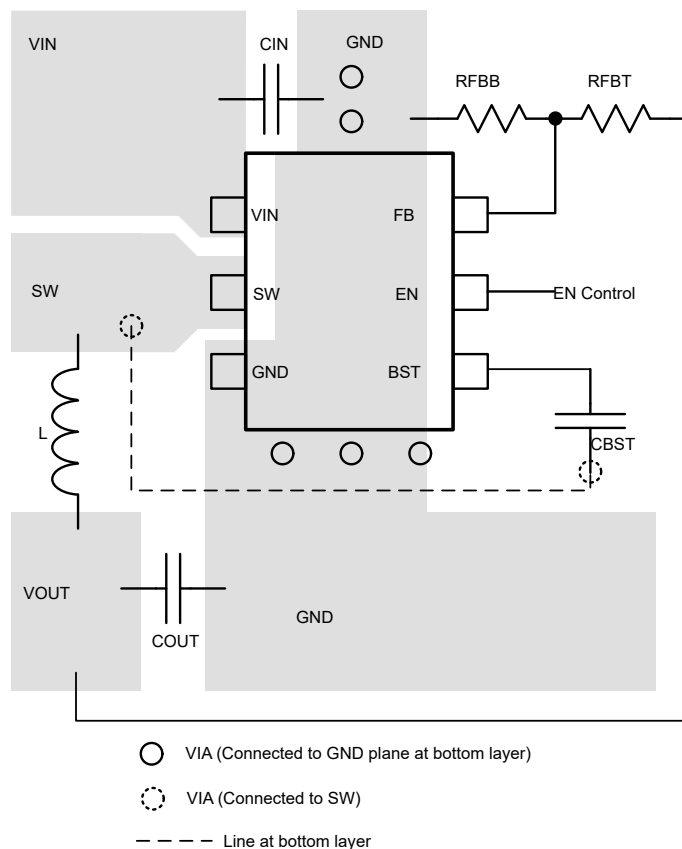 VIN
CIN
GND
RFBB
RFBT
VIN
FB
SW
SW
EN
EN Control
GND
BST
L
CBST
VOUT
COUT
GND
VIA (Connected to GND plane at bottom layer)
VIA (Connected to SW)
Line at bottom layer